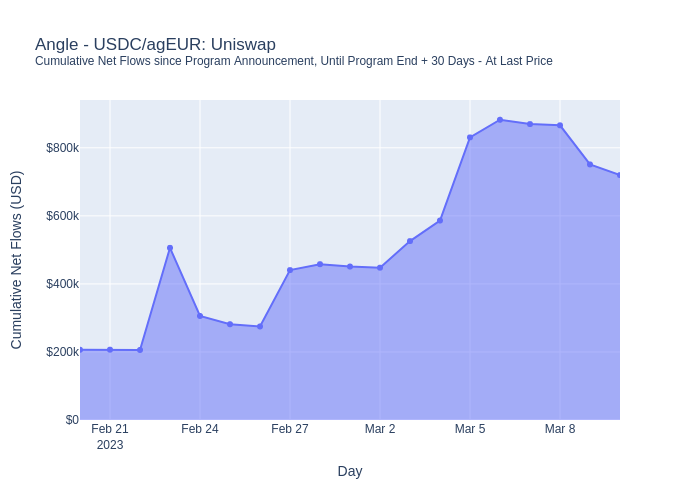 Angle - USDC/agEUR: Uniswap
Cumulative Net Flows since Program Announcement, Until Program End + 30 Days - At Last Price
Cumulative Net Flows (USD)
$800k
$600k
$400k
$200k
$0
Feb 21
2023
Feb 24
Feb 27
Mar 2
Mar 5
Mar 8
Day